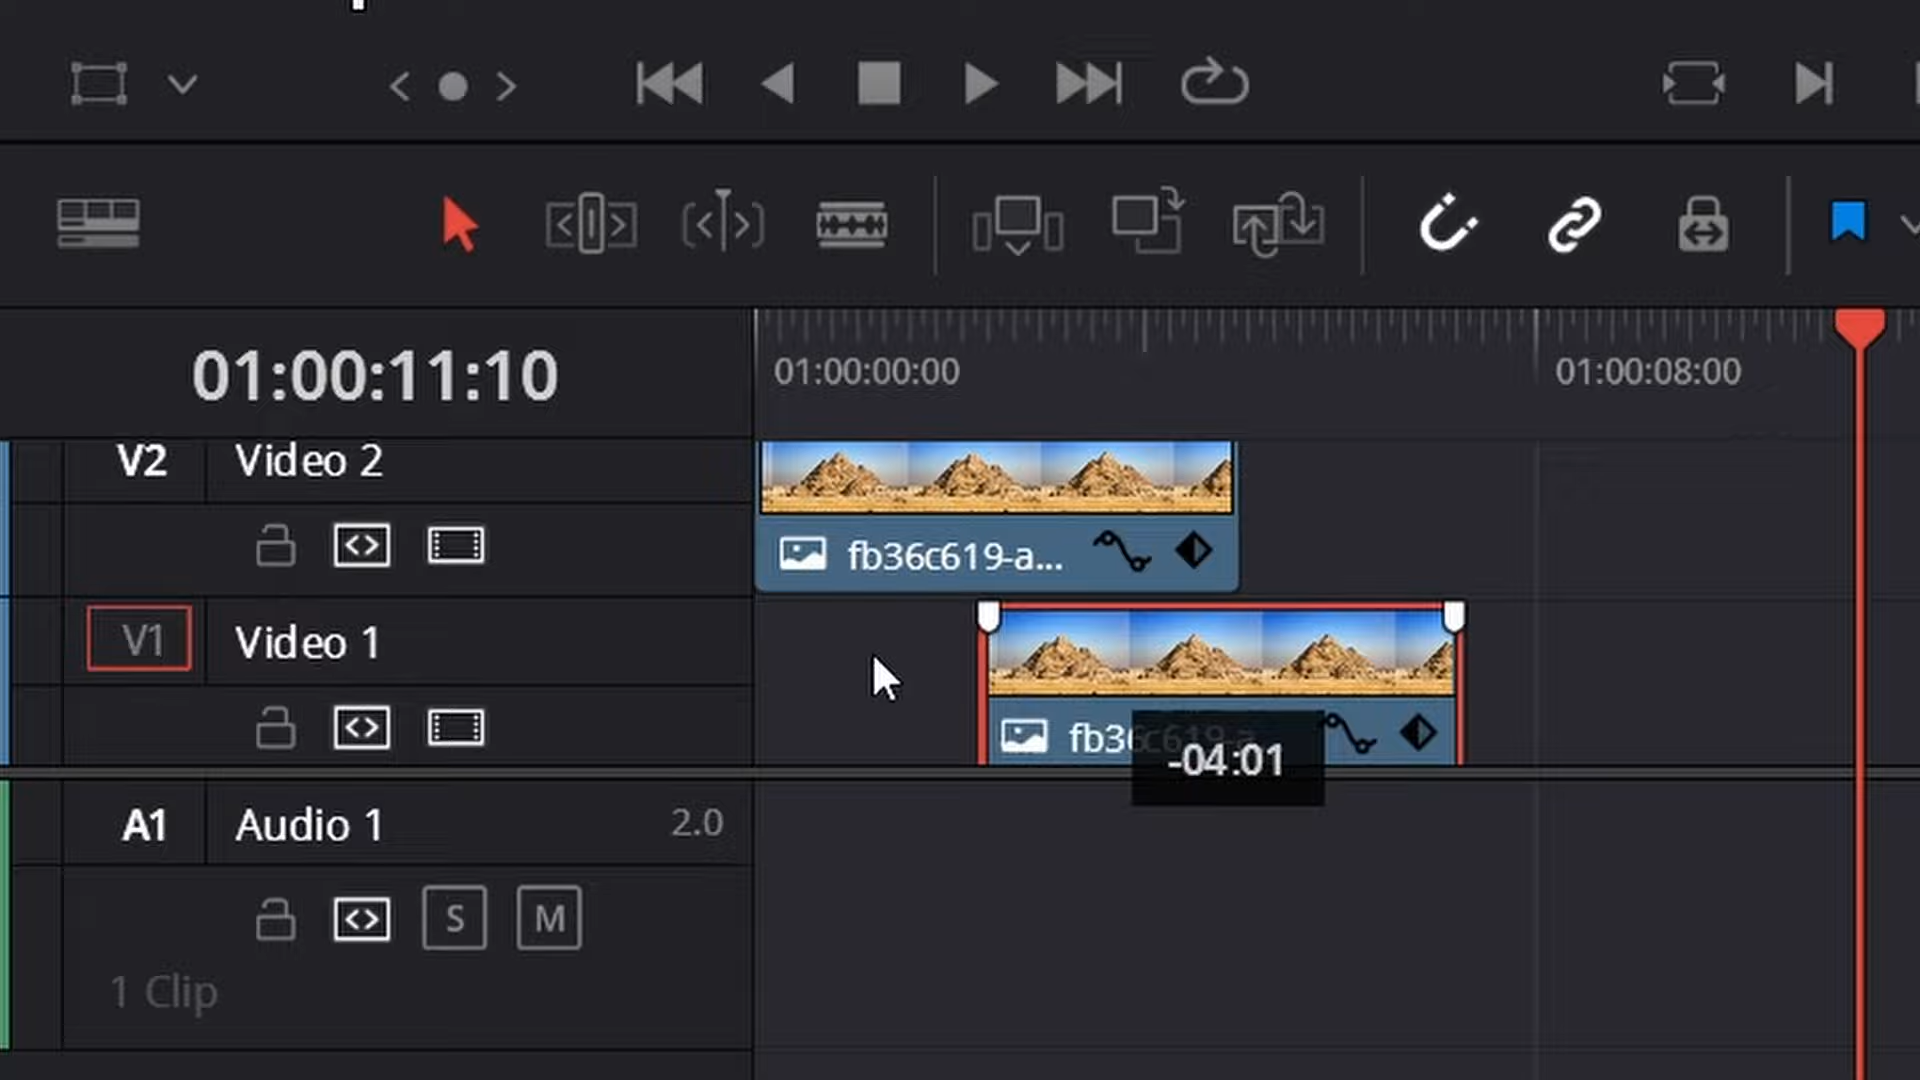 01:00:11:10
01:00:00:00
01:00:08:00
V2 Video 2
fb36c619-a...
V1 Video 1
fb36c619-a
-04:01
A1 Audio 1 2.0
S M
1 Clip